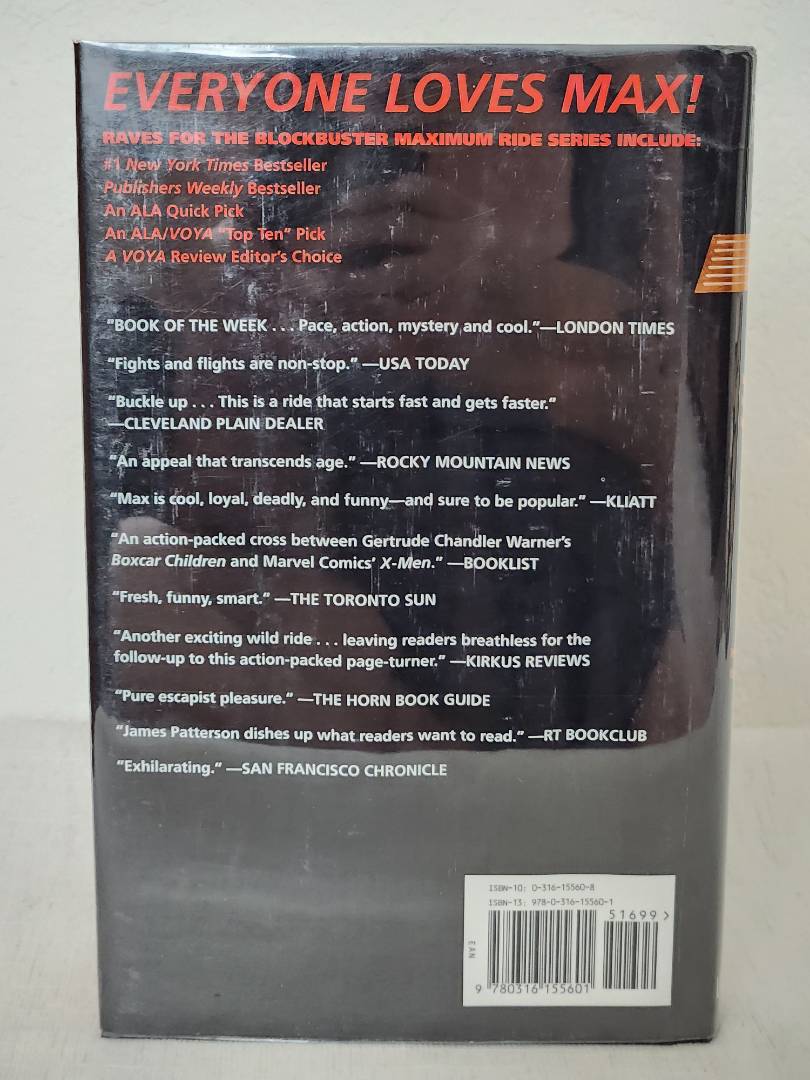 EVERYONE LOVES MAX!
RAVES FOR THE BLOCKBUSTER MAXIMUM RIDE SERIES INCLUDE:
#1 New York Times Bestseller
Publishers Weekly Bestseller
An ALA Quick Pick
An ALA/VOYA "Top Ten" Pick
A VOYA Review Editor's Choice
"BOOK OF THE WEEK . . . Pace, action, mystery and cool."—LONDON TIMES
"Fights and flights are non-stop." —USA TODAY
"Buckle up . . . This is a ride that starts fast and gets faster."
—CLEVELAND PLAIN DEALER
"An appeal that transcends age." —ROCKY MOUNTAIN NEWS
"Max is cool, loyal, deadly, and funny—and sure to be popular." —KLIATT
"An action-packed cross between Gertrude Chandler Warner's
Boxcar Children and Marvel Comics' X-Men." —BOOKLIST
"Fresh, funny, smart." —THE TORONTO SUN
"Another exciting wild ride . . . leaving readers breathless for the
follow-up to this action-packed page-turner." —KIRKUS REVIEWS
"Pure escapist pleasure." —THE HORN BOOK GUIDE
"James Patterson dishes up what readers want to read." —RT BOOKCLUB
"Exhilarating." —SAN FRANCISCO CHRONICLE
ISBN-10: 0-316-15560-8
ISBN-13: 978-0-316-15560-1
51699>
EAN
9 780316 155601